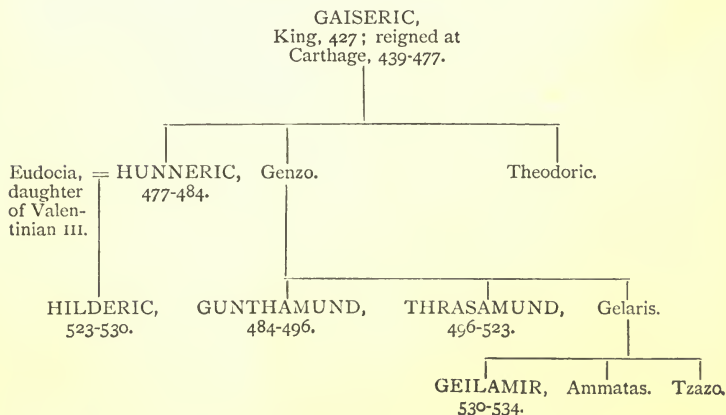 GAISERIC,
King, 427; reigned at
Carthage, 439-477.
Eudocia, = HUNNERIC, Genzo. Theodoric.
daughter 477-484.
of Valen-
tinian III.
HILDERIC, GUNTHAMUND, THRASAMUND, Gelaris.
523-530. 484-496. 496-523.
GEILAMIR, Ammatas. Tzazo.
530-534.